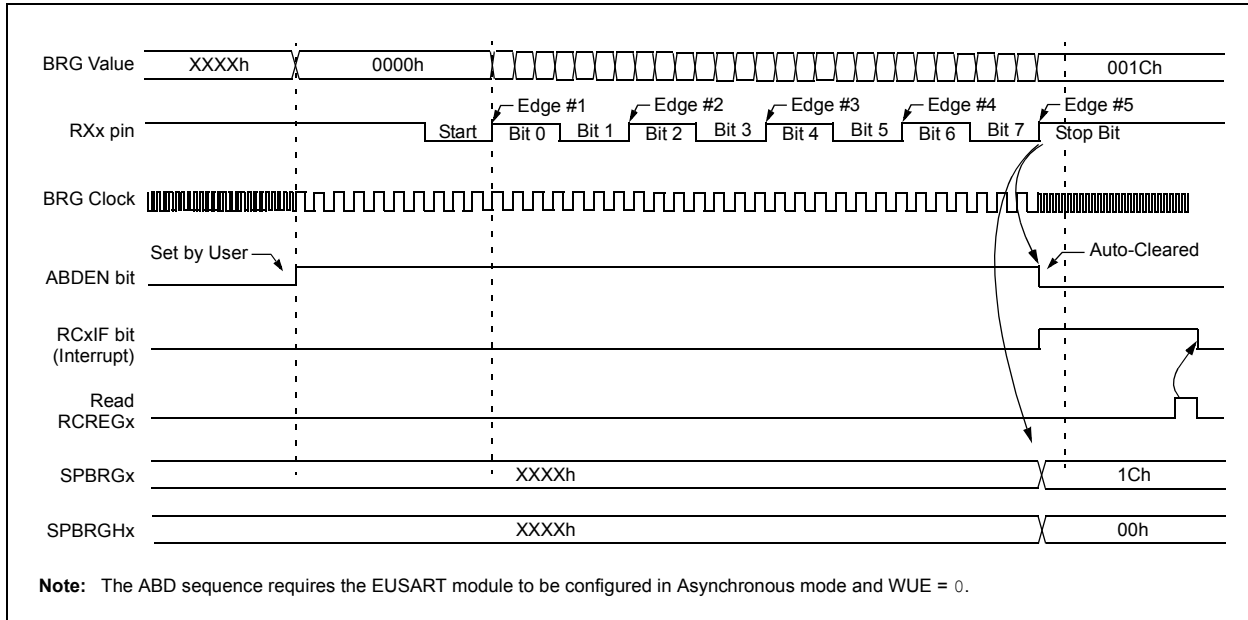 BRG Value XXXXh 0000h 001Ch
Edge #1 Edge #2 Edge #3 Edge #4 Edge #5
RXx pin Start Bit 0 Bit 1 Bit 2 Bit 3 Bit 4 Bit 5 Bit 6 Bit 7 Stop Bit
BRG Clock
Set by User Auto-Cleared
ABDEN bit
RCxIF bit
(Interrupt)
Read
RCREGx
SPBRGx XXXXh 1Ch
SPBRGHx XXXXh 00h
Note: The ABD sequence requires the EUSART module to be configured in Asynchronous mode and WUE = 0.